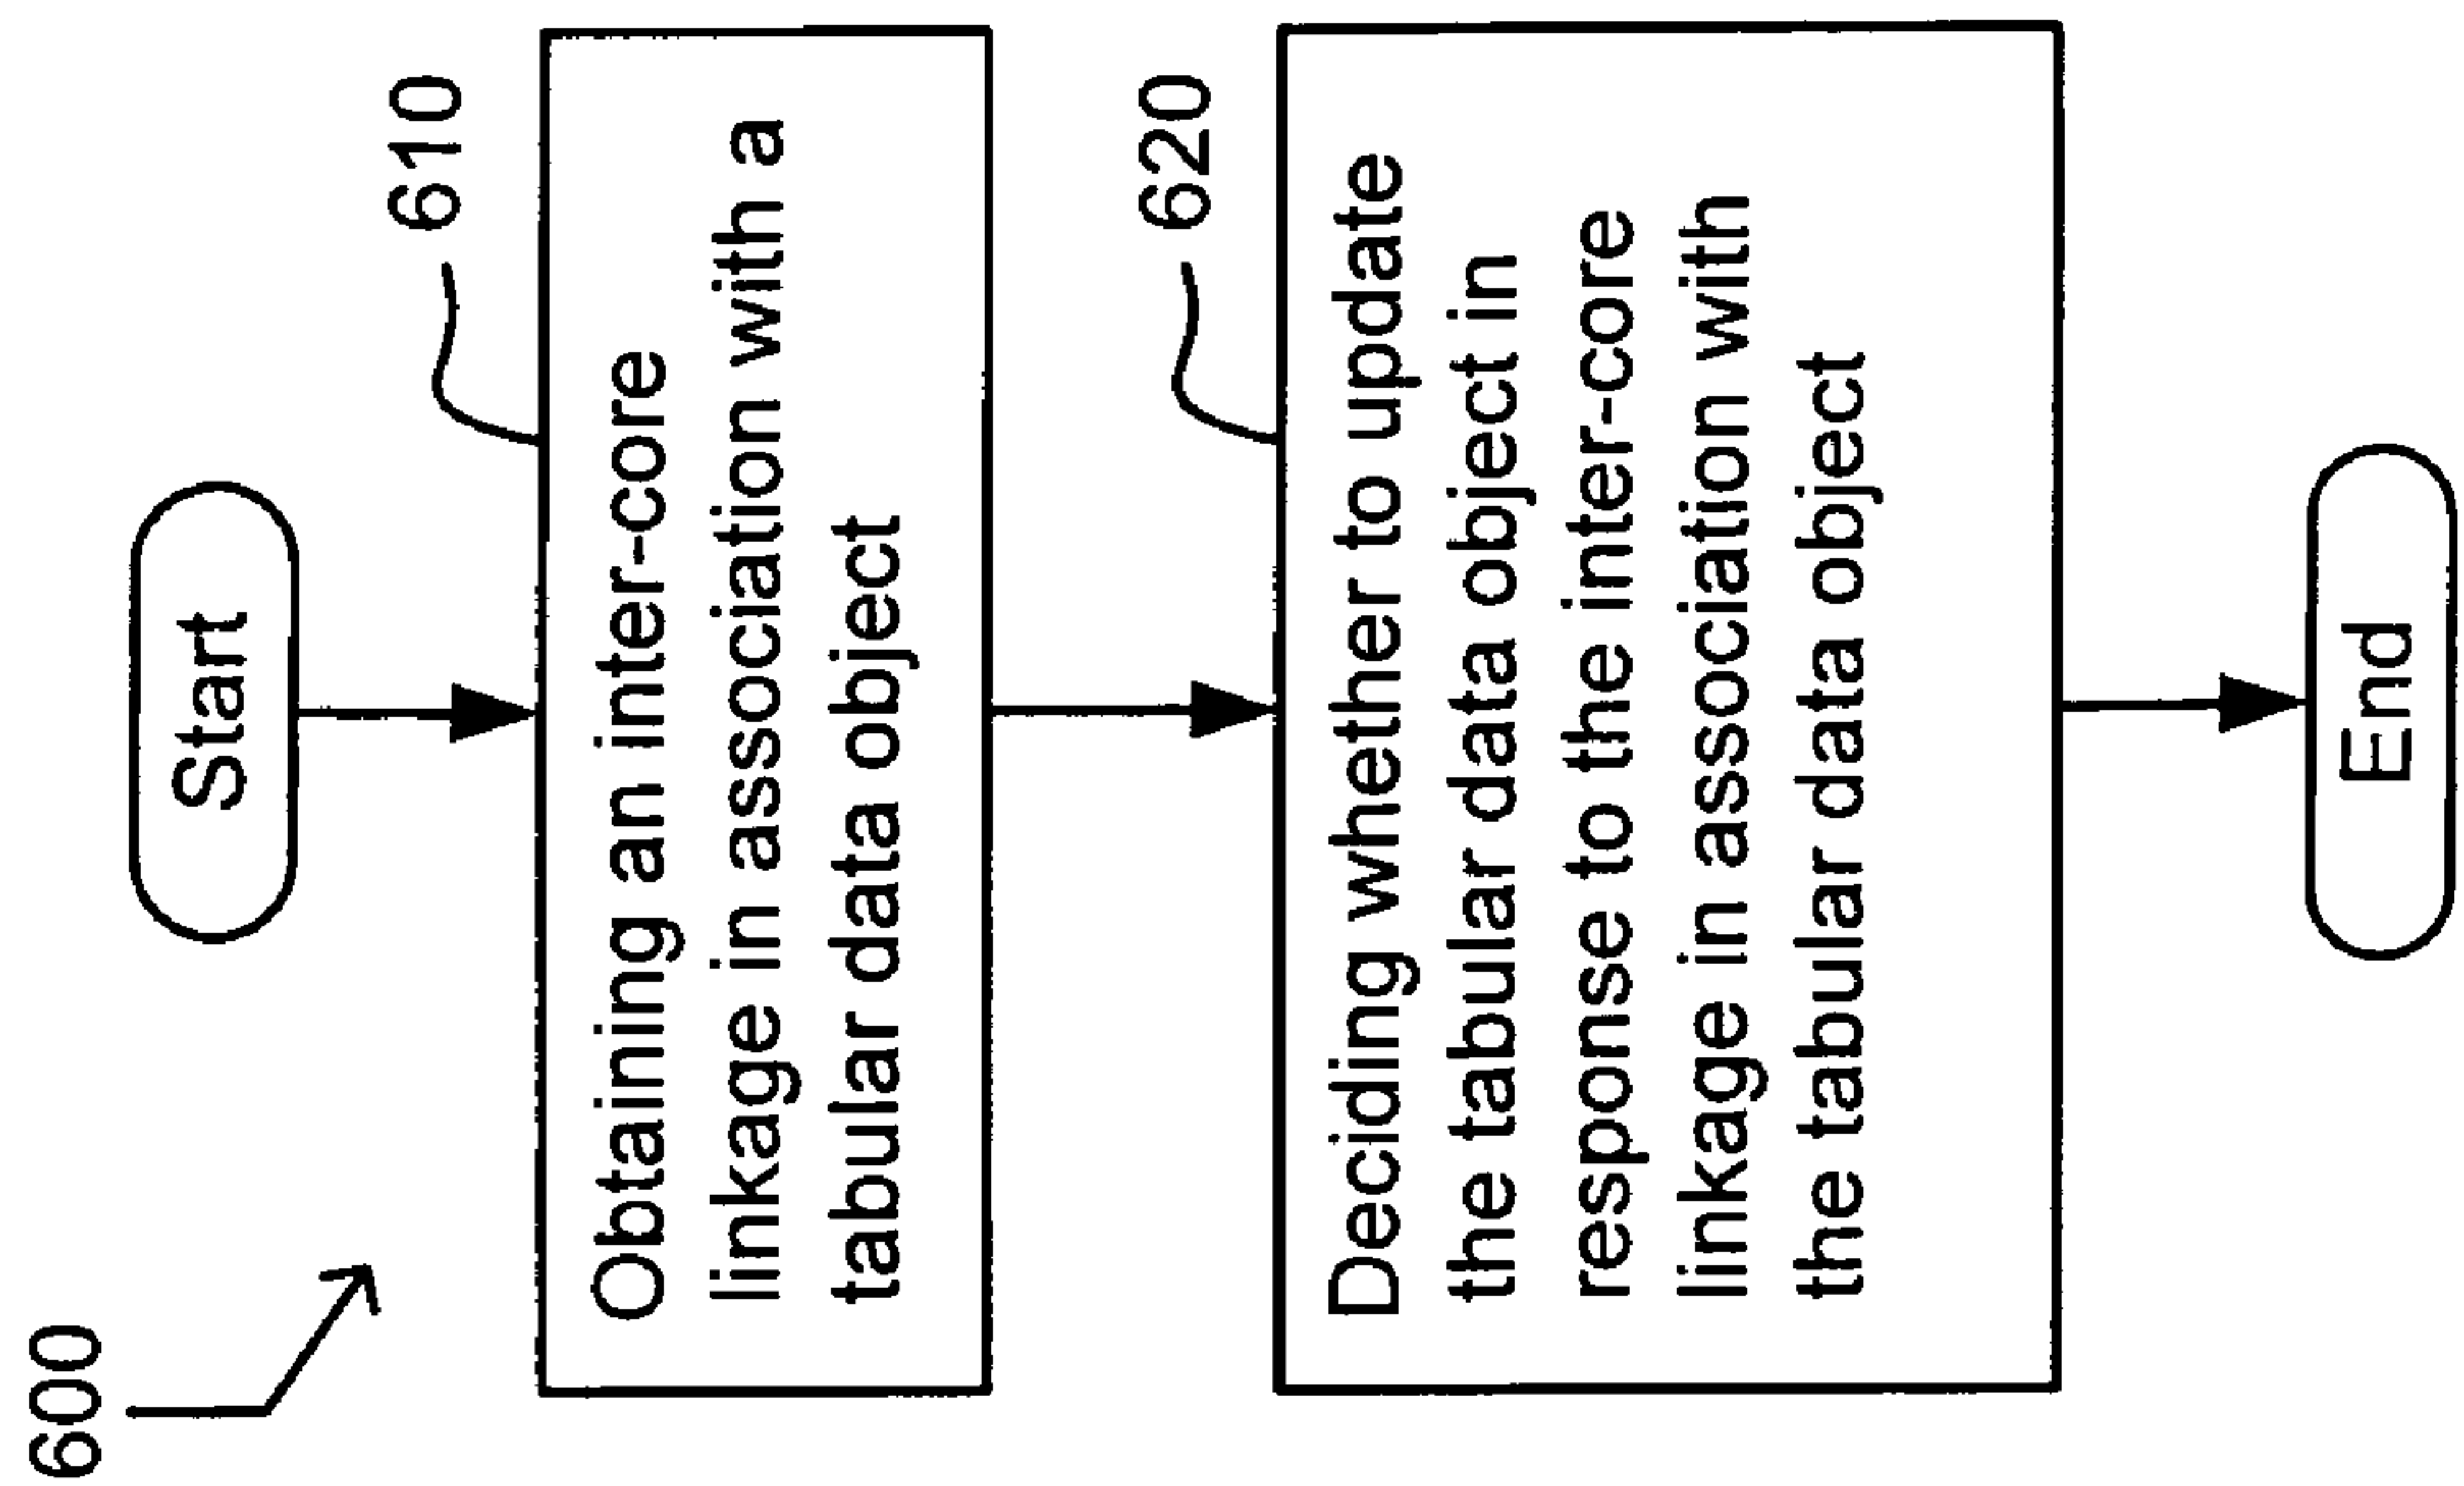 600
Start
610
Obtaining an inter-core
linkage in association with a
tabular data object
620
Deciding whether to update
the tabular data object in
response to the inter-core
linkage in association with
the tabular data object
End